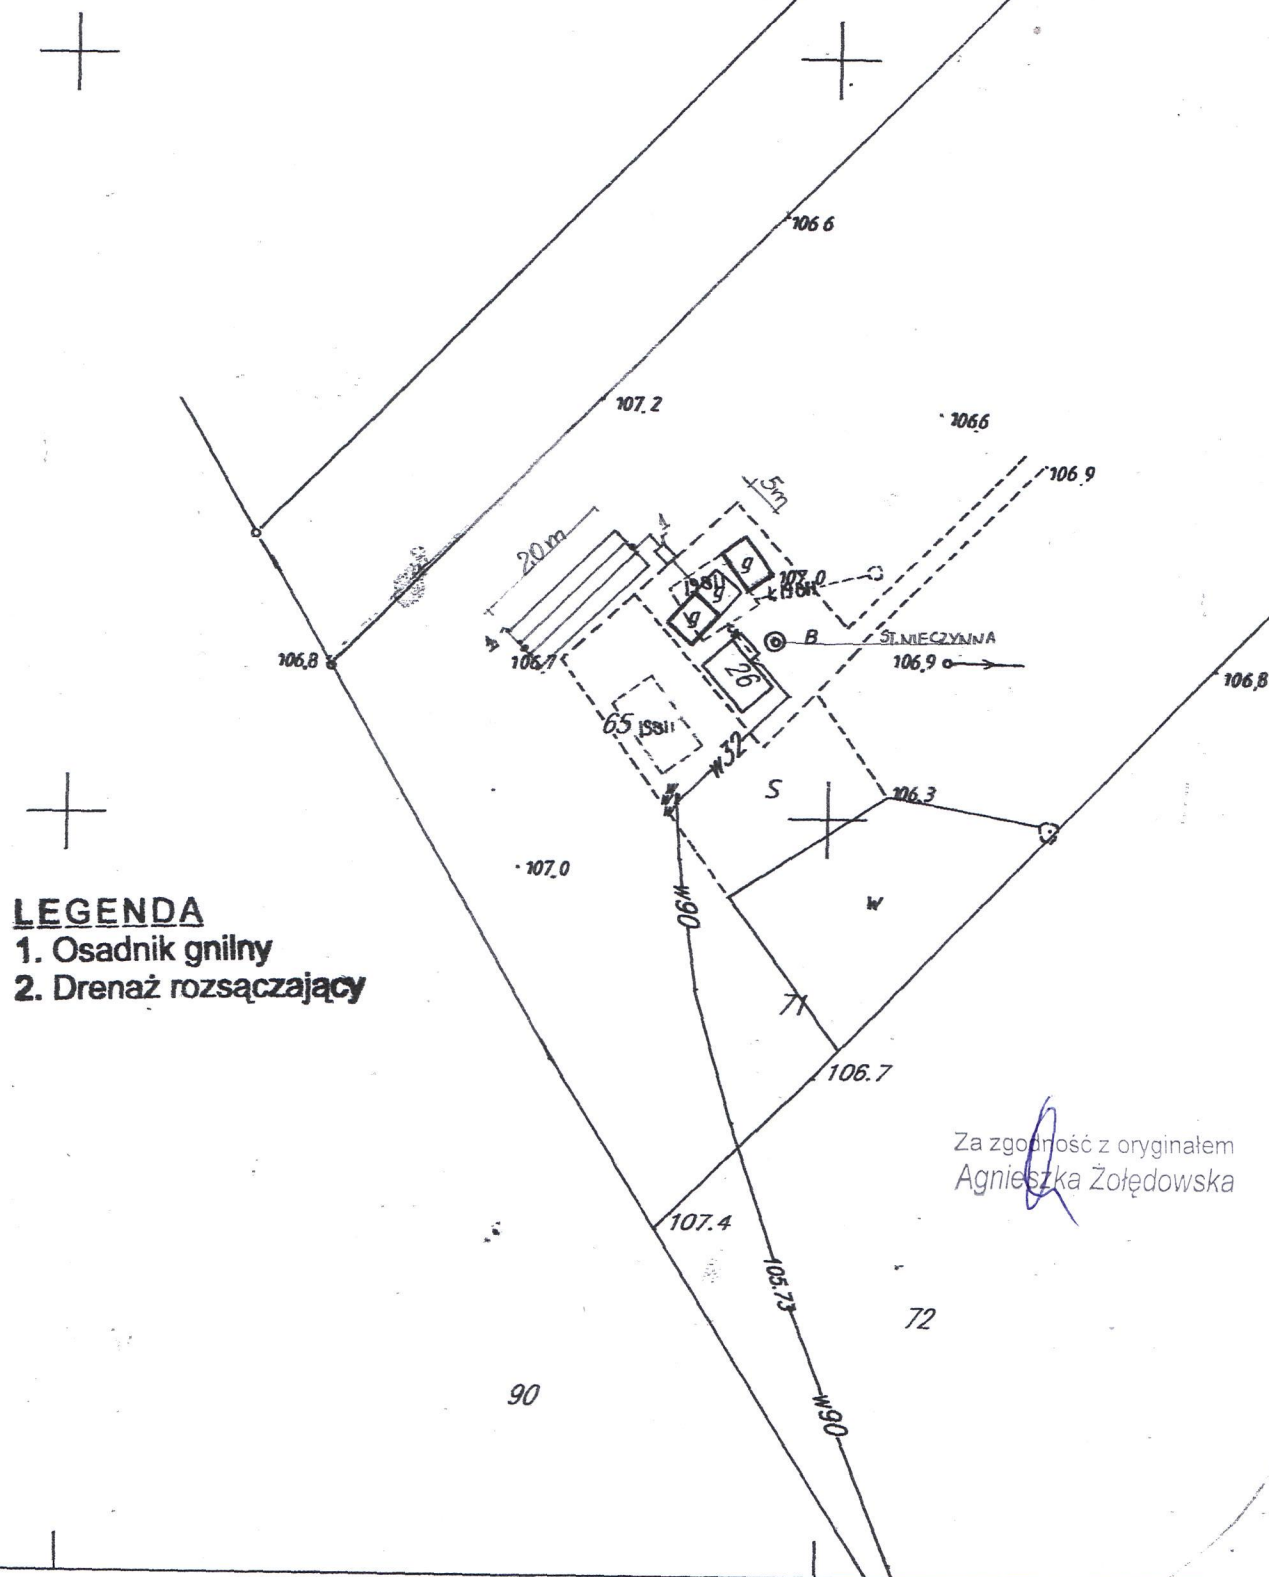 106.6
107.2
106.6
106.9
5m
1
20m
g
g
g
106,8
106.7
B
ST.NIECZYNNA
106.9
106,8
26
65
w32
S
106.3
107.0
w90
w
LEGENDA
1. Osadnik gnilny
2. Drenaż rozsączający
71
106.7
Za zgodność z oryginałem
Agnieszka Żołędowska
107.4
105.73
72
90
w90